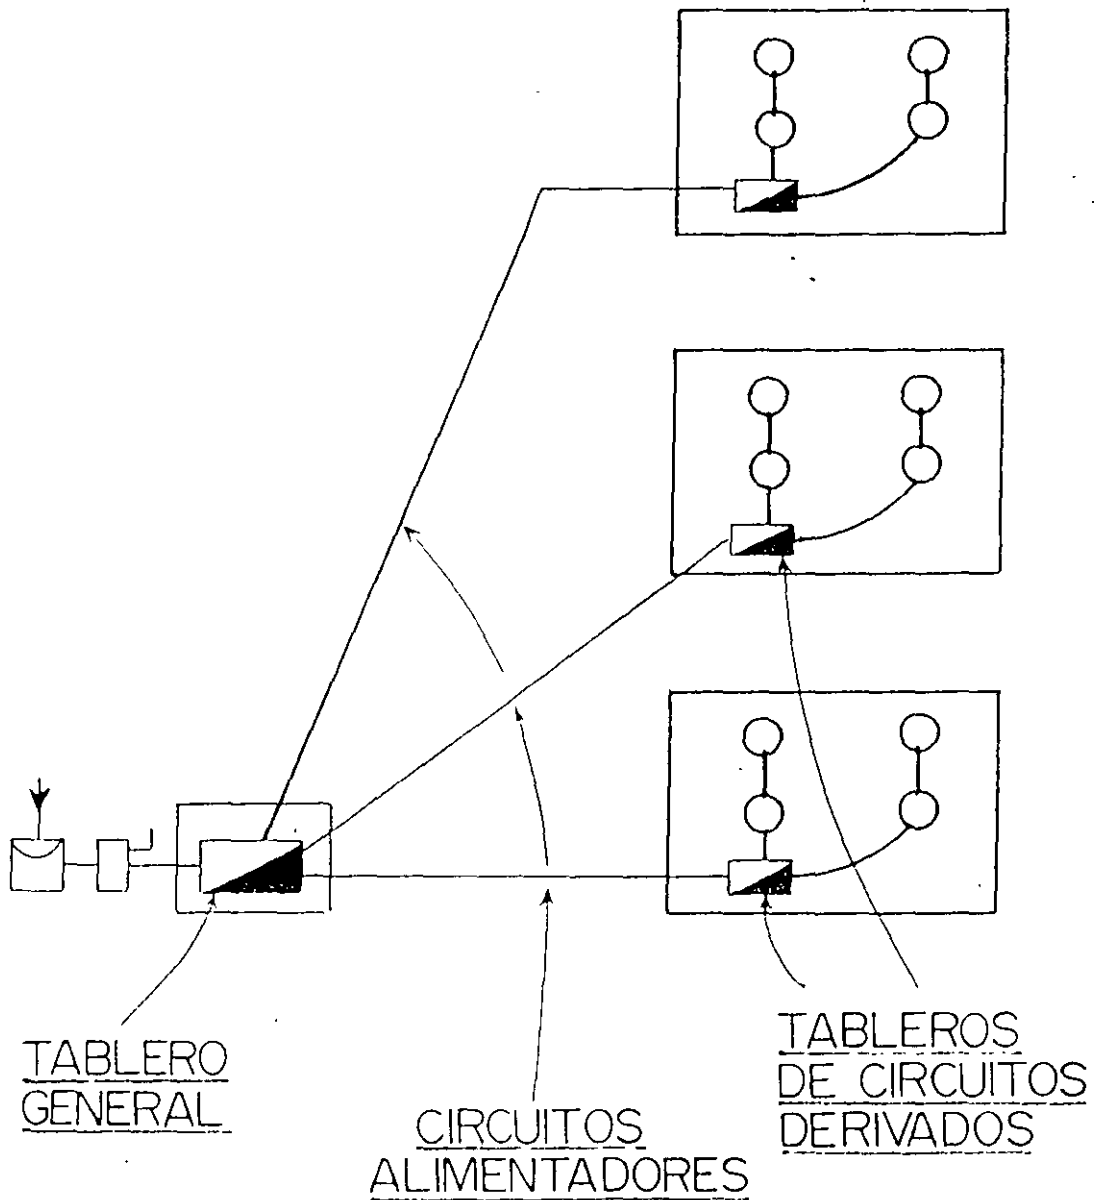 TABLERO
GENERAL
CIRCUITOS
ALIMENTADORES
TABLEROS
DE CIRCUITOS
DERIVADOS